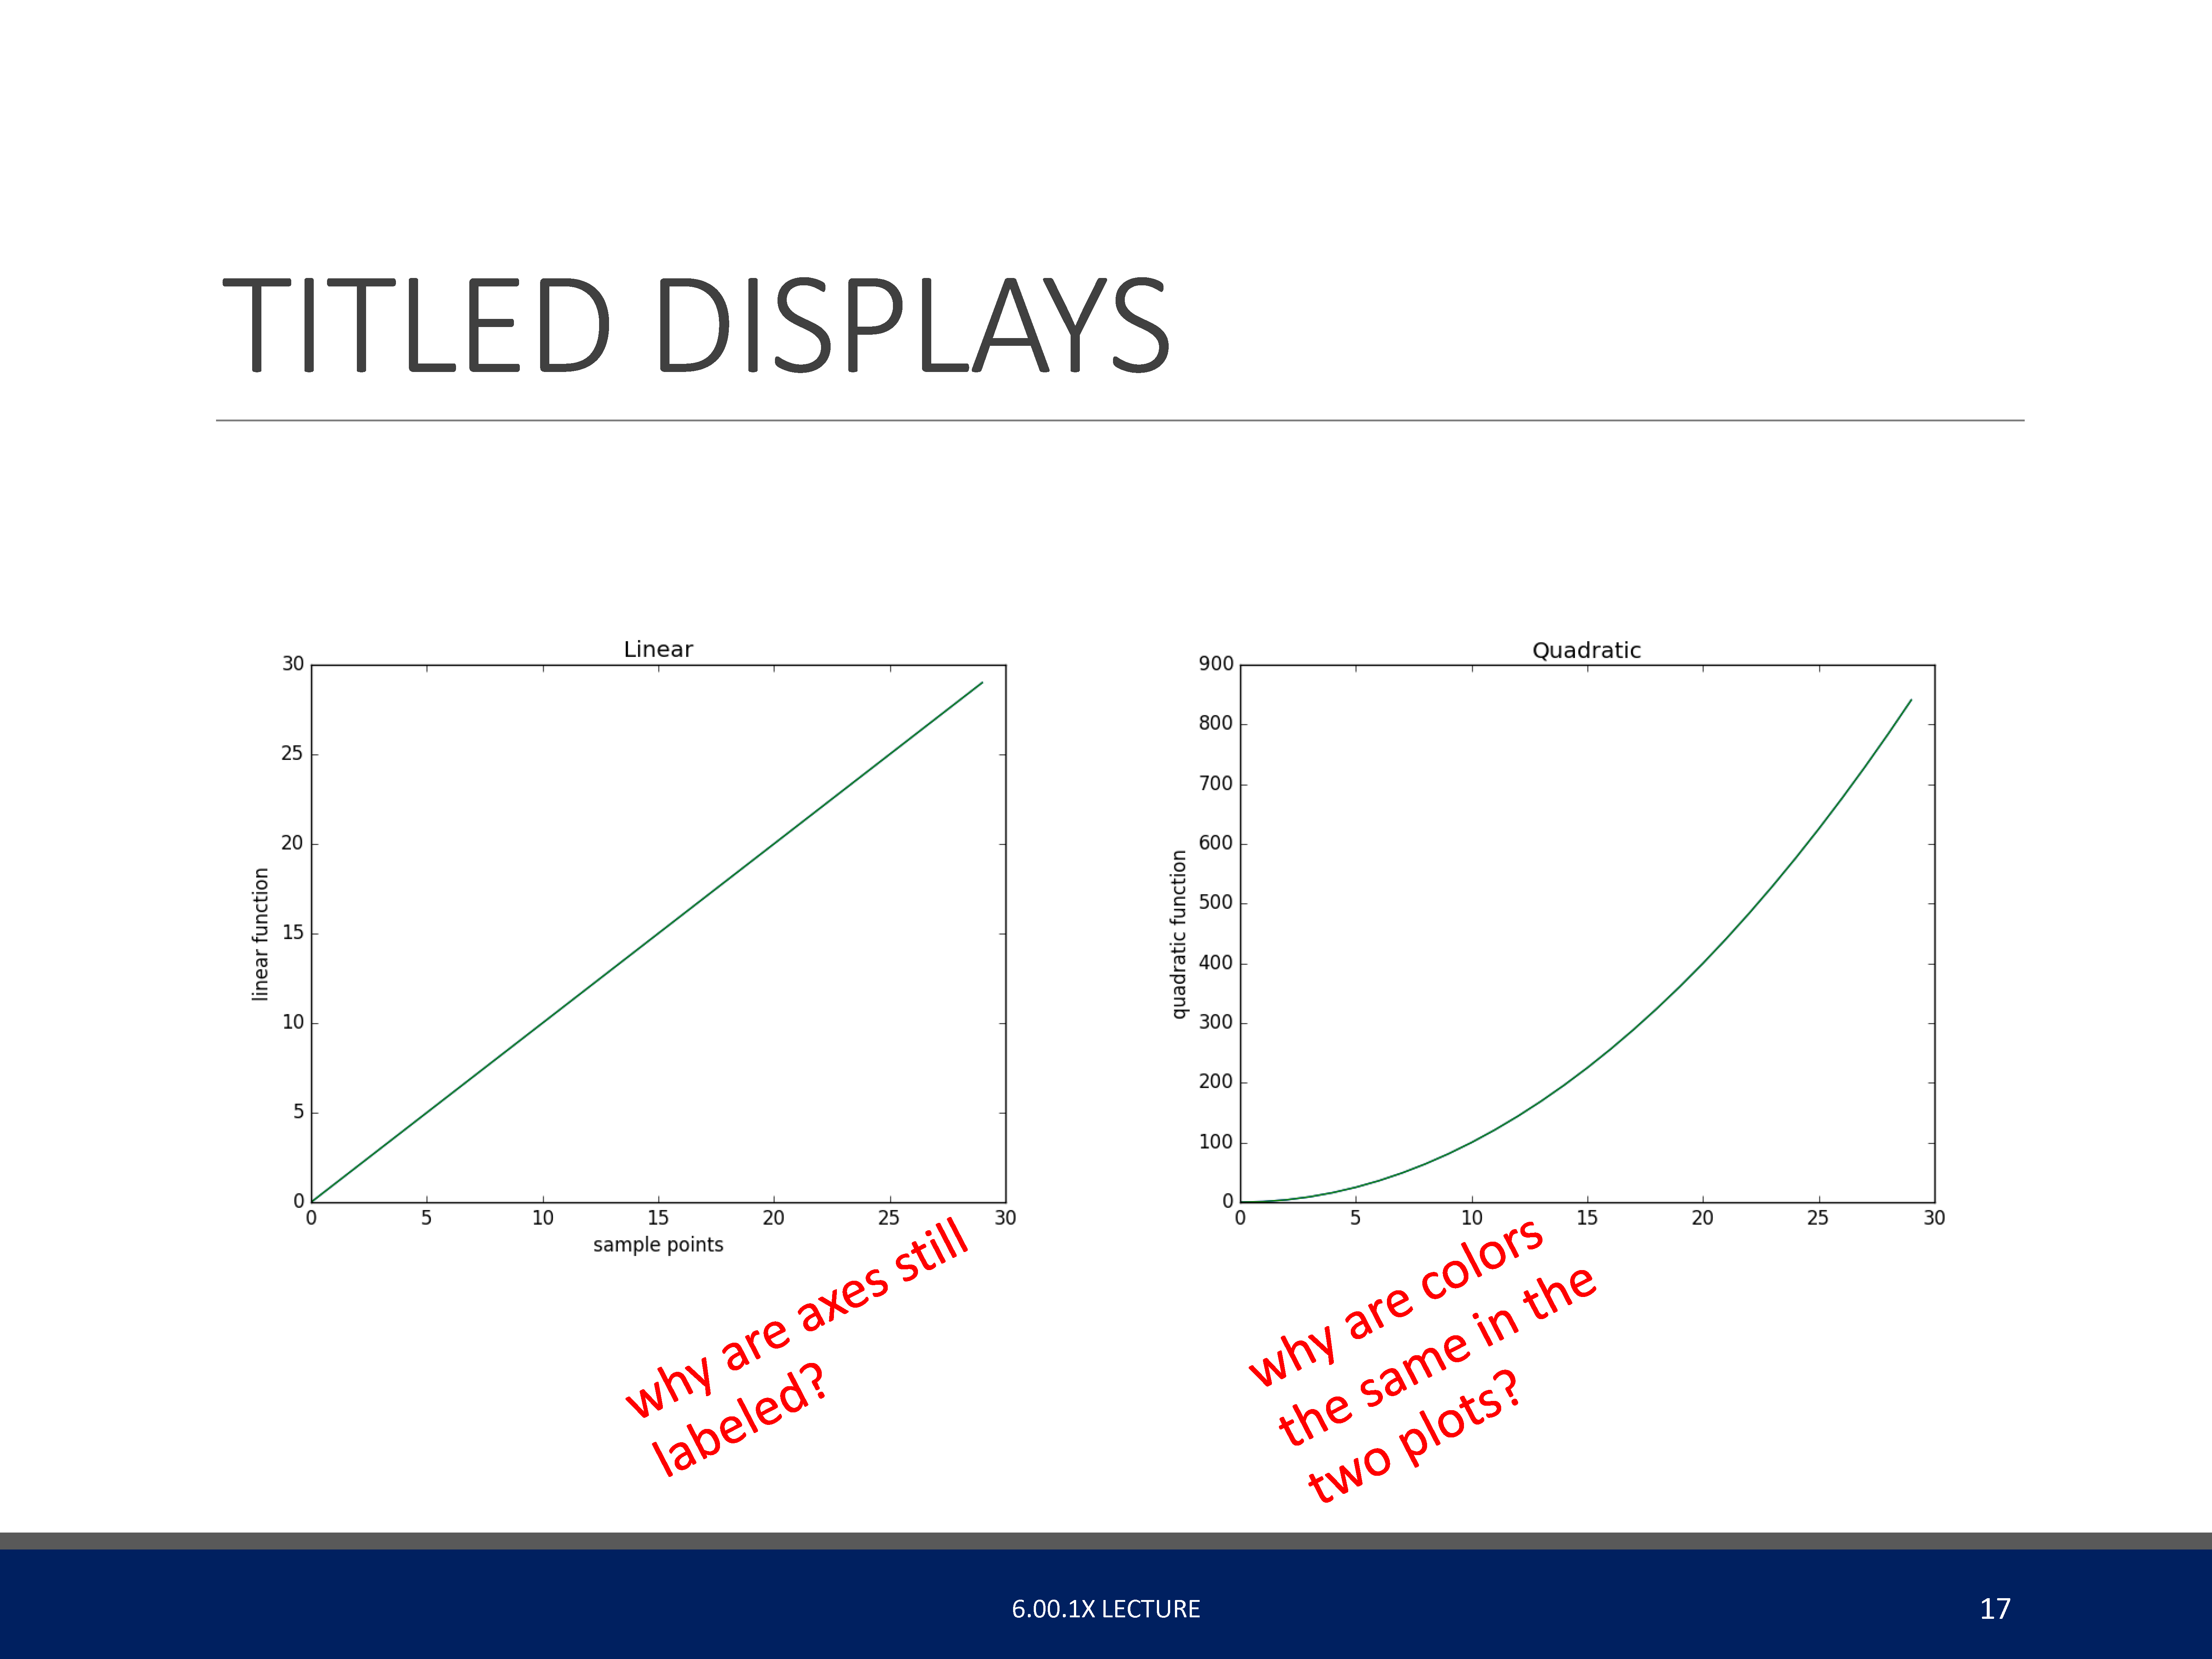 TITLED DISPLAYS
Linear
30
25
20
15
10
5
0
linear function
0 5 10 15 20 25 30
sample points
why are axes still
labeled?
Quadratic
900
800
700
600
500
400
300
200
100
0
quadratic function
0 5 10 15 20 25 30
why are colors
the same in the
two plots?
6.00.1X LECTURE
17